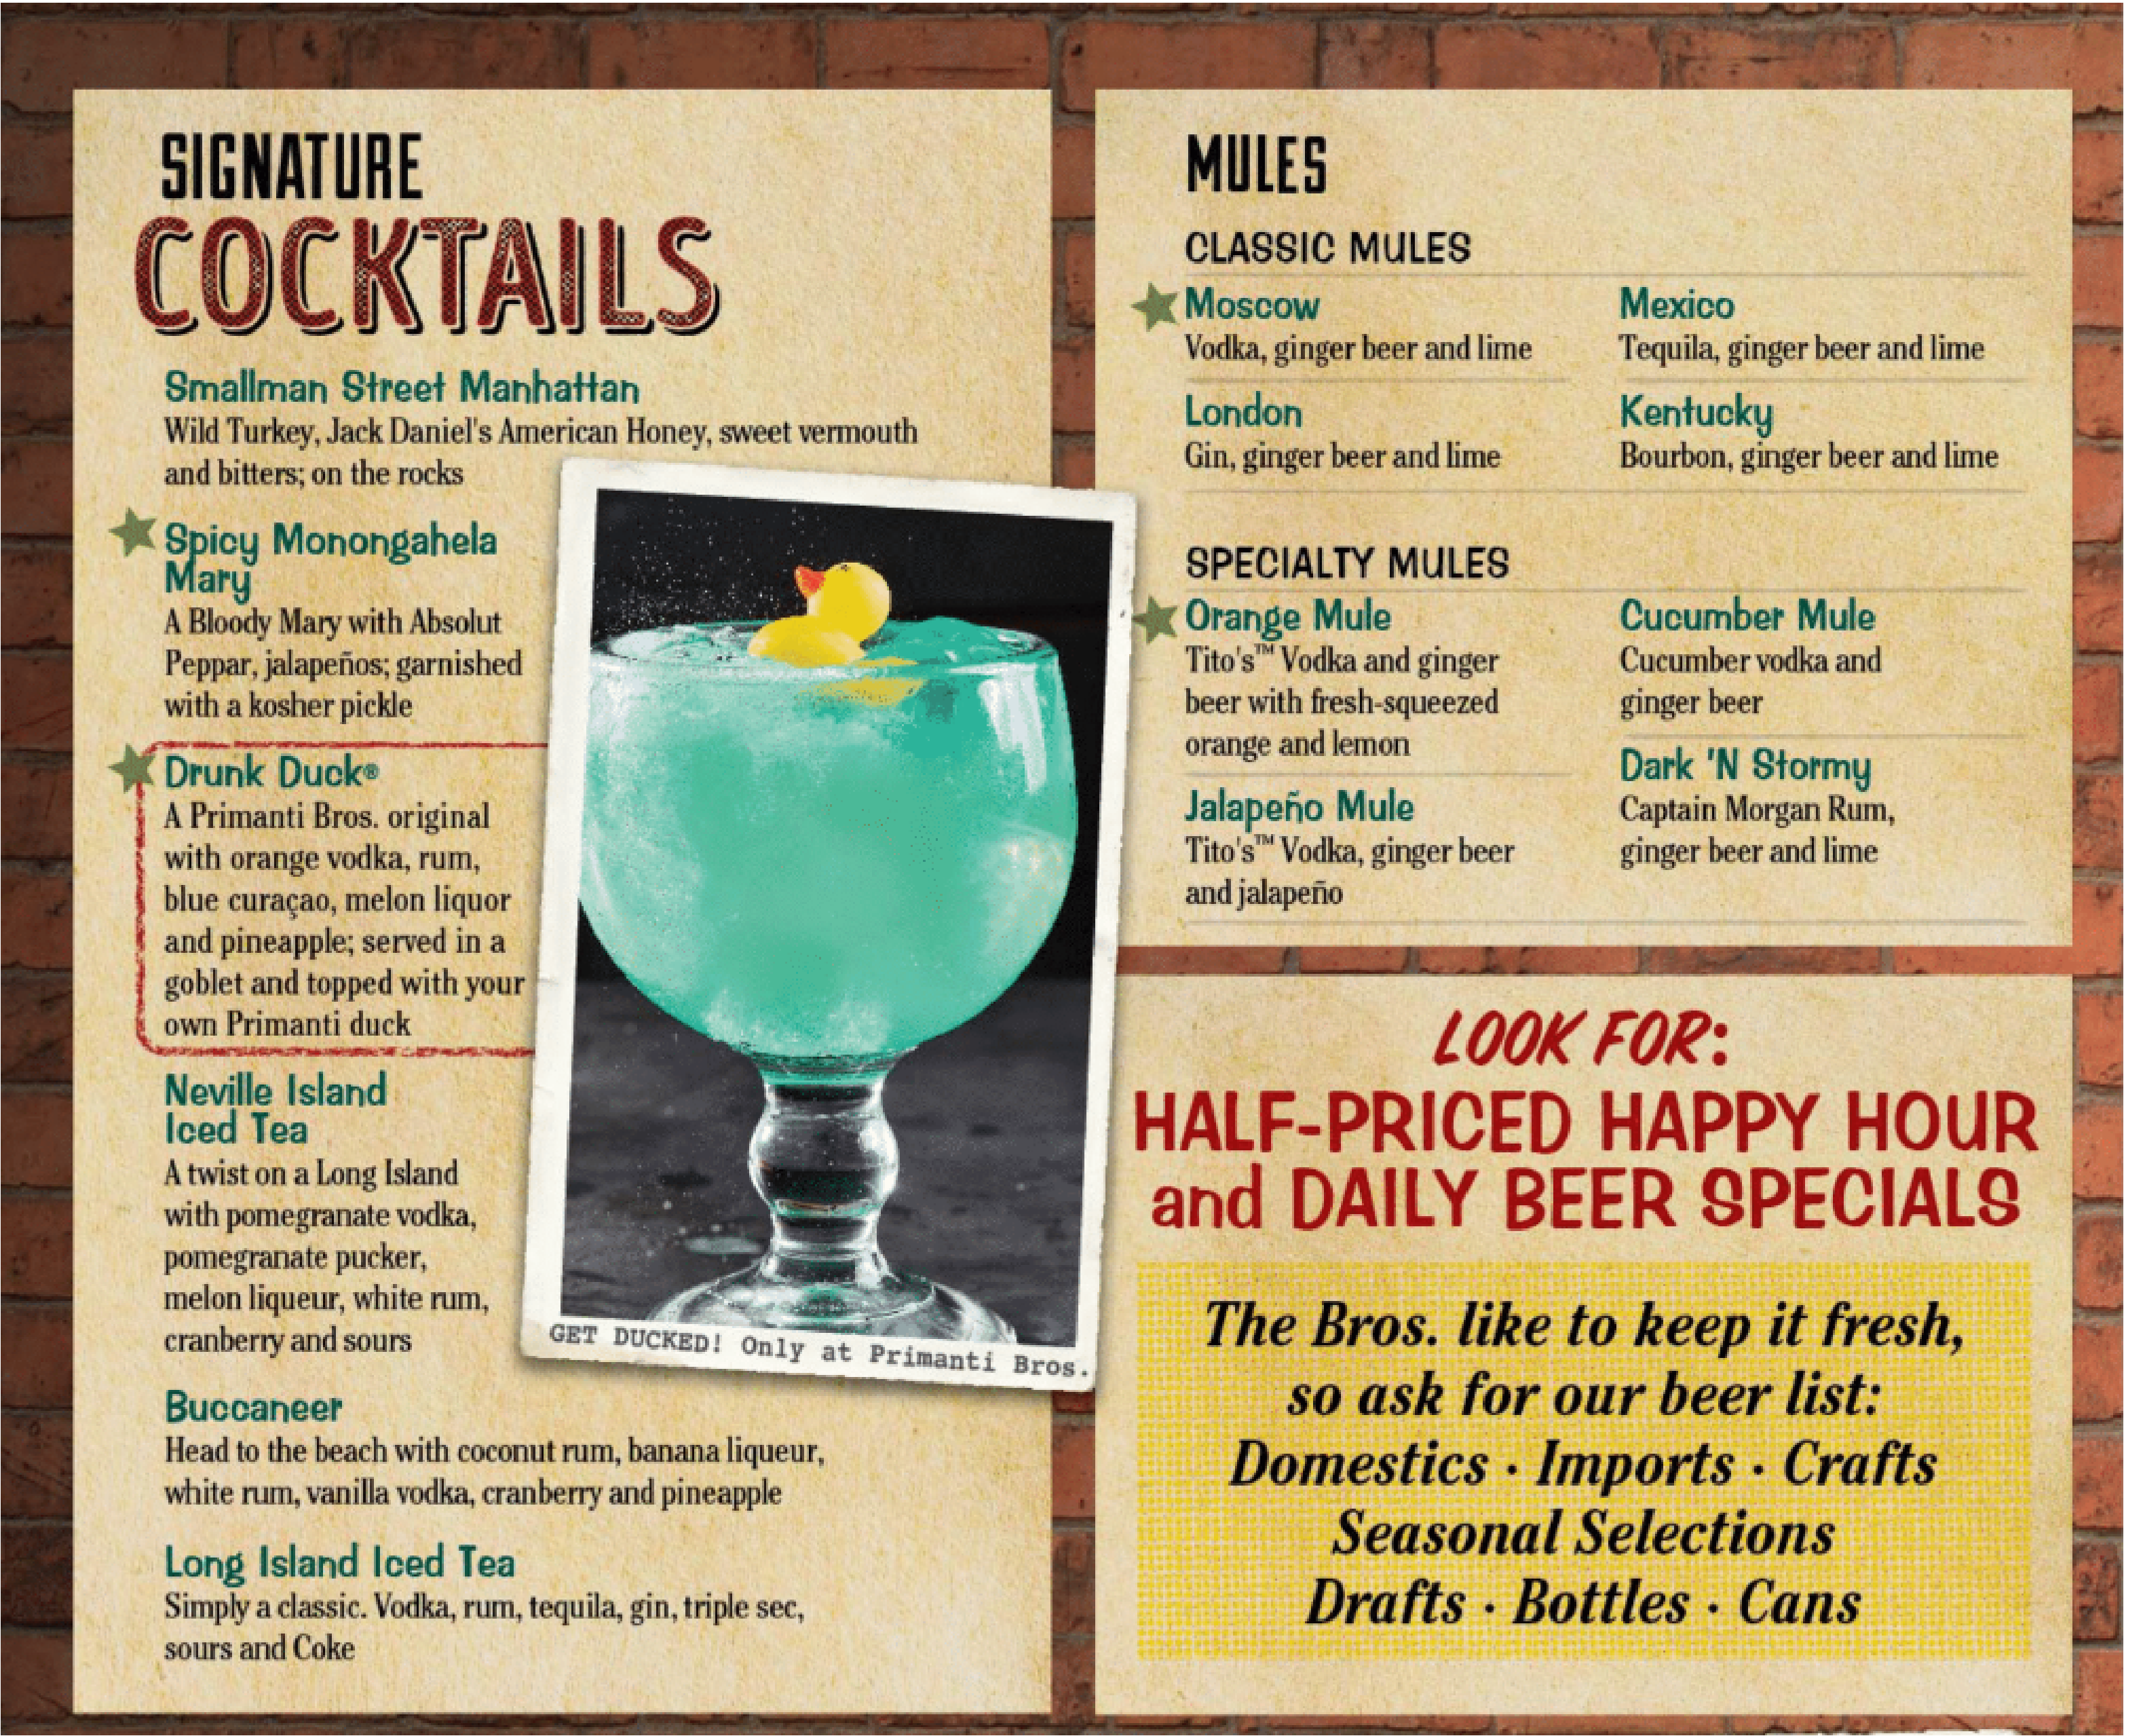 SIGNATURE
COCKTAILS
Smallman Street Manhattan
Wild Turkey, Jack Daniel's American Honey, sweet vermouth
and bitters; on the rocks
Spicy Monongahela
Mary
A Bloody Mary with Absolut
Peppar, jalapeños; garnished
with a kosher pickle
Drunk Duck®
A Primanti Bros. original
with orange vodka, rum,
blue curaçao, melon liquor
and pineapple; served in a
goblet and topped with your
own Primanti duck
Neville Island
Iced Tea
A twist on a Long Island
with pomegranate vodka,
pomegranate pucker,
melon liqueur, white rum,
cranberry and sours
Buccaneer
Head to the beach with coconut rum, banana liqueur,
white rum, vanilla vodka, cranberry and pineapple
Long Island Iced Tea
Simply a classic. Vodka, rum, tequila, gin, triple sec,
sours and Coke
GET DUCKED! Only at Primanti Bros.
MULES
CLASSIC MULES
Moscow
Vodka, ginger beer and lime
London
Gin, ginger beer and lime
Mexico
Tequila, ginger beer and lime
Kentucky
Bourbon, ginger beer and lime
SPECIALTY MULES
Orange Mule
Tito's™ Vodka and ginger
beer with fresh-squeezed
orange and lemon
Jalapeño Mule
Tito's™ Vodka, ginger beer
and jalapeño
Cucumber Mule
Cucumber vodka and
ginger beer
Dark 'N Stormy
Captain Morgan Rum,
ginger beer and lime
LOOK FOR:
HALF-PRICED HAPPY HOUR
and DAILY BEER SPECIALS
The Bros. like to keep it fresh,
so ask for our beer list:
Domestics · Imports · Crafts
Seasonal Selections
Drafts · Bottles · Cans